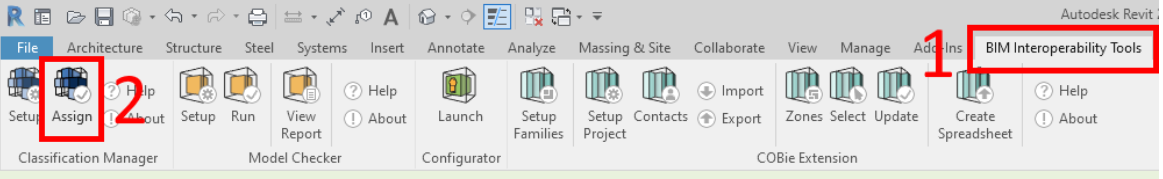 Autodesk Revit 2
File Architecture Structure Steel Systems Insert Annotate Analyze Massing & Site Collaborate View Manage Add-Ins BIM Interoperability Tools
1
2
Help Help Import Help
Setup Assign About Setup Run View Report About Launch Setup Families Setup Project Contacts Export Zones Select Update Create Spreadsheet About
Classification Manager Model Checker Configurator COBie Extension